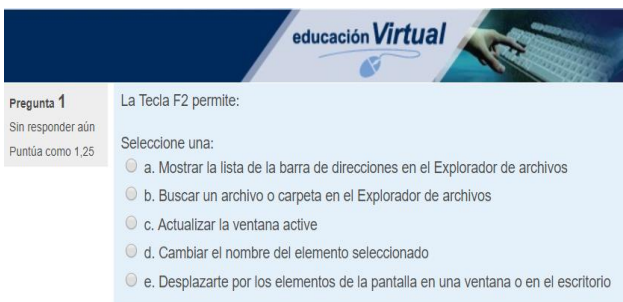 educación Virtual
Pregunta 1
Sin responder aún
Puntúa como 1,25
La Tecla F2 permite:
Seleccione una:
a. Mostrar la lista de la barra de direcciones en el Explorador de archivos
b. Buscar un archivo o carpeta en el Explorador de archivos
c. Actualizar la ventana active
d. Cambiar el nombre del elemento seleccionado
e. Desplazarte por los elementos de la pantalla en una ventana o en el escritorio